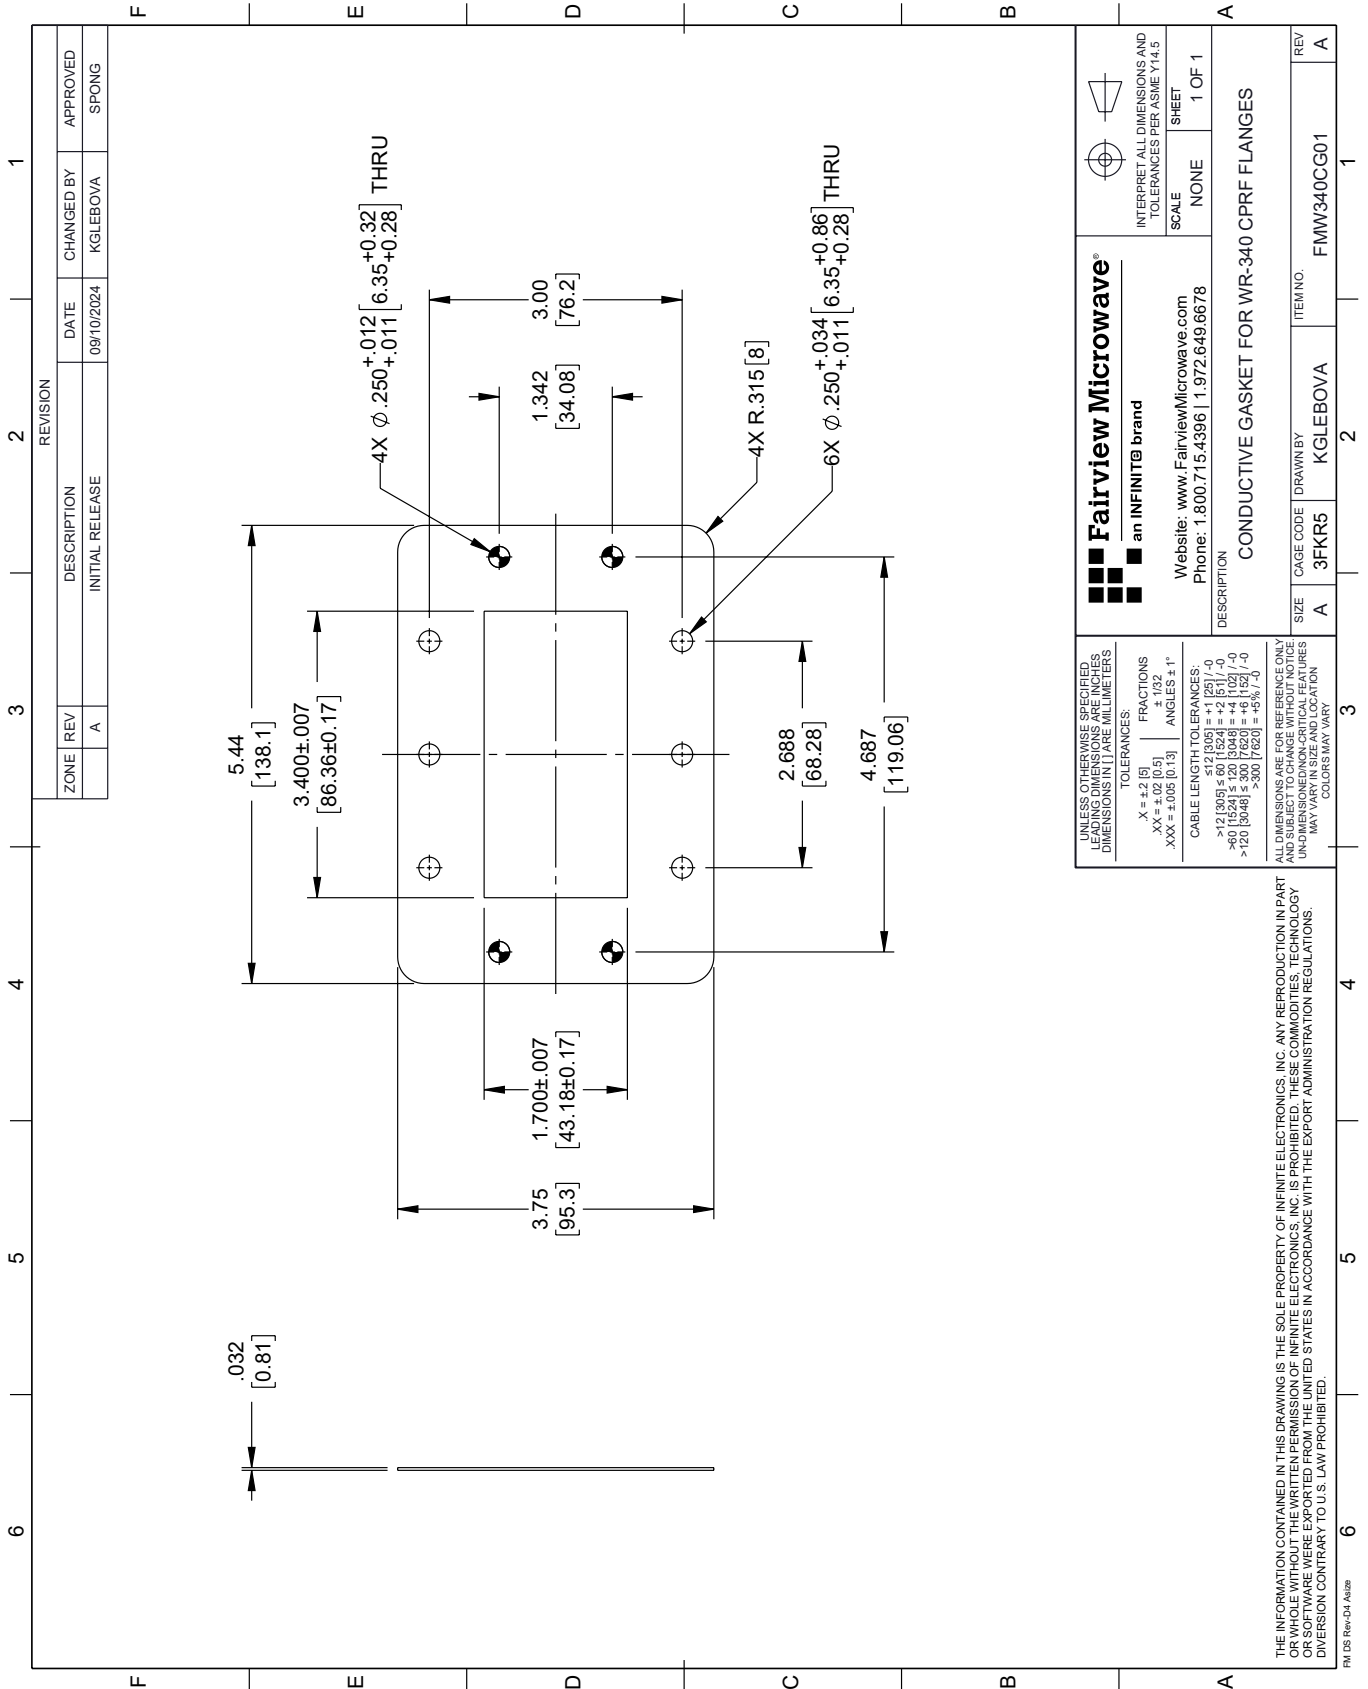 6
5
4
3
2
1
REVISION
ZONE
REV
DESCRIPTION
DATE
CHANGED BY
APPROVED
A
INITIAL RELEASE
09/10/2024
KGLEBOVA
SPONG
F
E
D
C
B
A
.032
[0.81]
5.44
[138.1]
3.400±.007
[86.36±0.17]
3.75
[95.3]
1.700±.007
[43.18±0.17]
4X Ø.250 +.012 +.011 [6.35 +0.32 +0.28] THRU
3.00
[76.2]
1.342
[34.08]
4X R.315 [8]
6X Ø.250 +.034 +.011 [6.35 +0.86 +0.28] THRU
2.688
[68.28]
4.687
[119.06]
UNLESS OTHERWISE SPECIFIED
LEADING DIMENSIONS ARE INCHES
DIMENSIONS IN [ ] ARE MILLIMETERS
TOLERANCES:
.X = ±.2 [5]
.XX = ±.02 [0.5]
.XXX = ±.005 [0.13]
FRACTIONS
± 1/32
ANGLES ± 1°
CABLE LENGTH TOLERANCES:
≤12 [305] = +1 [25] / -0
>12 [305] ≤ 60 [1524] = +2 [51] / -0
>60 [1524] ≤ 120 [3048] = +4 [102] / -0
>120 [3048] ≤ 300 [7620] = +6 [152] / -0
>300 [7620] = +5% / -0
ALL DIMENSIONS ARE FOR REFERENCE ONLY
AND SUBJECT TO CHANGE WITHOUT NOTICE.
UN-DIMENSIONED/NON-CRITICAL FEATURES
MAY VARY IN SIZE AND LOCATION
COLORS MAY VARY
Fairview Microwave®
an INFINITE brand
Website: www.FairviewMicrowave.com
Phone: 1.800.715.4396 | 1.972.649.6678
INTERPRET ALL DIMENSIONS AND
TOLERANCES PER ASME Y14.5
SCALE
NONE
SHEET
1 OF 1
DESCRIPTION
CONDUCTIVE GASKET FOR WR-340 CPRF FLANGES
SIZE
A
CAGE CODE
3FKR5
DRAWN BY
KGLEBOVA
ITEM NO.
FMW340CG01
REV
A
THE INFORMATION CONTAINED IN THIS DRAWING IS THE SOLE PROPERTY OF INFINITE ELECTRONICS, INC. ANY REPRODUCTION IN PART
OR WHOLE WITHOUT THE WRITTEN PERMISSION OF INFINITE ELECTRONICS, INC. IS PROHIBITED. THESE COMMODITIES, TECHNOLOGY
OR SOFTWARE WERE EXPORTED FROM THE UNITED STATES IN ACCORDANCE WITH THE EXPORT ADMINISTRATION REGULATIONS.
DIVERSION CONTRARY TO U.S. LAW PROHIBITED.
F
E
D
C
B
A
6
5
4
3
2
1
FM DS Rev-D4 Asize